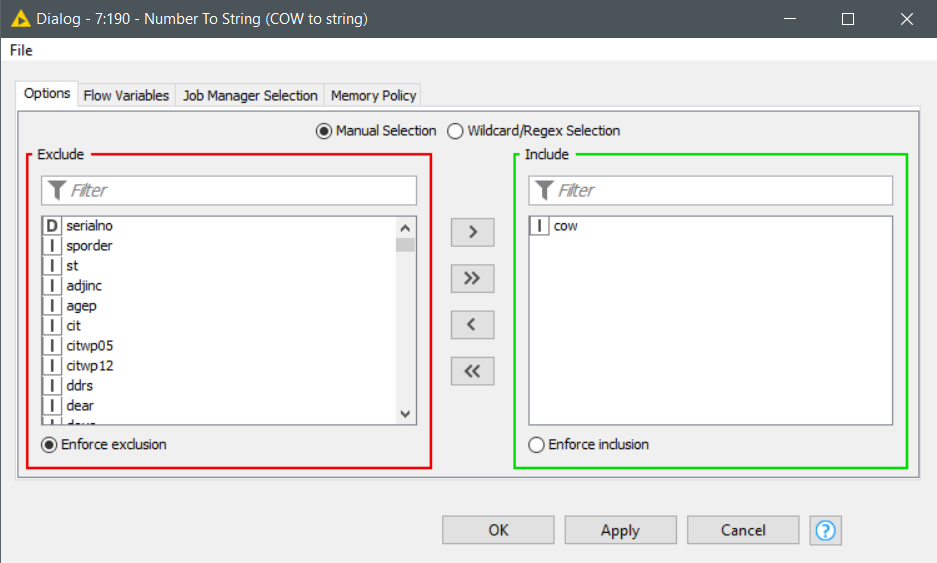 Dialog - 7:190 - Number To String (COW to string)
File
Options Flow Variables Job Manager Selection Memory Policy
Manual Selection Wildcard/Regex Selection
Exclude
Filter
D serialno
I sporder
I st
I adjinc
I agep
I cit
I citwp05
I citwp12
I ddrs
I dear
Enforce exclusion
>
>>
<
<<
Include
Filter
I cow
Enforce inclusion
OK Apply Cancel ?